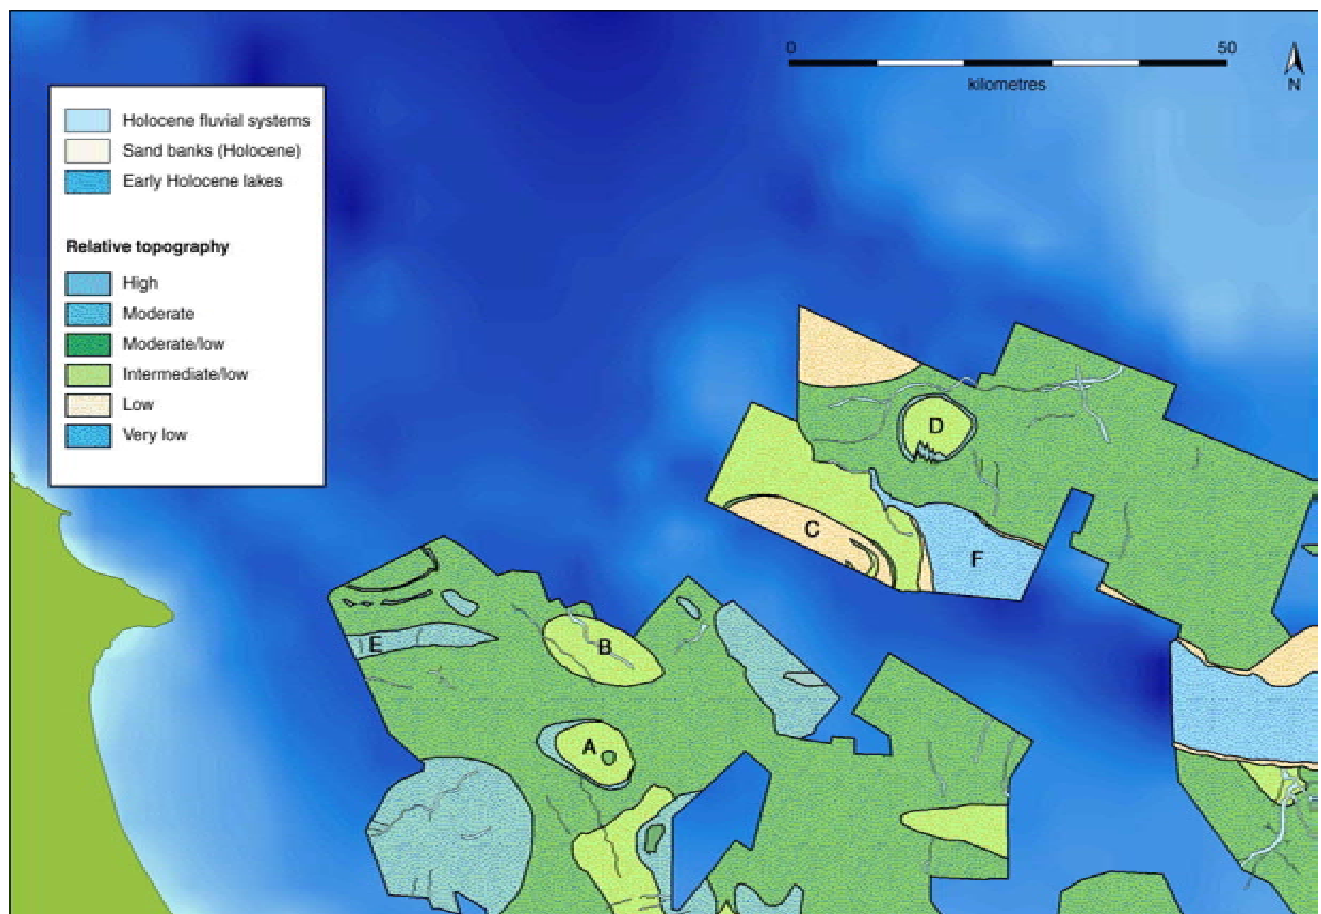 0 50
kilometres
N
Holocene fluvial systems
Sand banks (Holocene)
Early Holocene lakes
Relative topography
High
Moderate
Moderate/low
Intermediate/low
Low
Very low
D
C
F
E
B
A